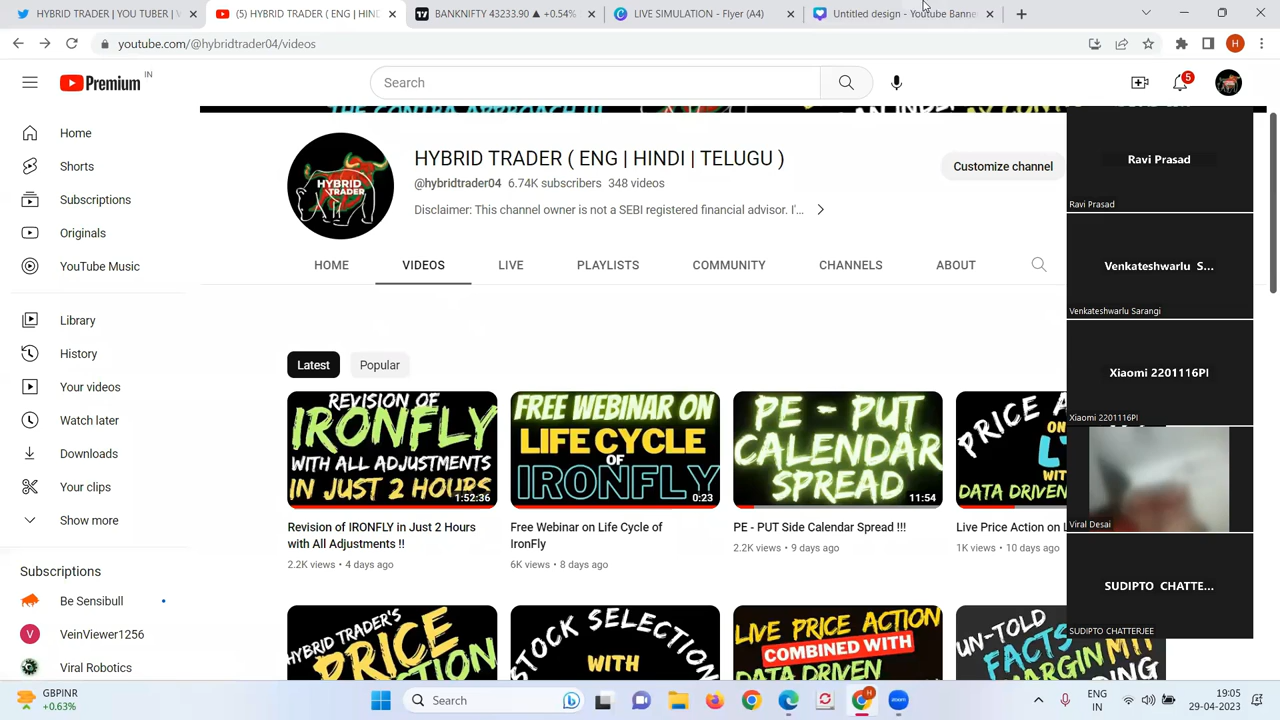 HYBRID TRADER | YOU TUBER |
(5) HYBRID TRADER ( ENG | HIND
BANKNIFTY 43233.90 ▲ +0.54%
LIVE SIMULATION - Flyer (A4)
Untitled design - Youtube Banne
youtube.com/@hybridtrader04/videos
H
Premium IN
Search
5
HYBRID TRADER
HYBRID TRADER ( ENG | HINDI | TELUGU )
@hybridtrader04 6.74K subscribers 348 videos
Disclaimer: This channel owner is not a SEBI registered financial advisor. I'...
Customize channel
HOME
VIDEOS
LIVE
PLAYLISTS
COMMUNITY
CHANNELS
ABOUT
Latest
Popular
Home
Shorts
Subscriptions
Originals
YouTube Music
Library
History
Your videos
Watch later
Downloads
Your clips
Show more
Subscriptions
Be Sensibull
V
VeinViewer1256
Viral Robotics
REVISION OF
IRONFLY
WITH ALL ADJUSTMENTS
IN JUST 2 HOURS
1:52:36
Revision of IRONFLY in Just 2 Hours
with All Adjustments !!
2.2K views • 4 days ago
FREE WEBINAR ON
LIFE CYCLE
OF
IRONFLY
0:23
Free Webinar on Life Cycle of
IronFly
6K views • 8 days ago
PE - PUT
CALENDAR
SPREAD
11:54
PE - PUT Side Calendar Spread !!!
2.2K views • 9 days ago
PRICE A
ON
WITH
DATA DRIVEN
Live Price Action on
1K views • 10 days ago
HYBRID TRADER'S
PRICE
STOCK SELECTION
WITH
LIVE PRICE ACTION
COMBINED WITH
DATA DRIVEN
UN-TOLD
FACTS
Ravi Prasad
Ravi Prasad
Venkateshwarlu S...
Venkateshwarlu Sarangi
Xiaomi 2201116PI
Xiaomi 2201116PI
Viral Desai
SUDIPTO CHATTE...
SUDIPTO CHATTERJEE
GBPINR
+0.63%
Search
H
zoom
ENG
IN
19:05
29-04-2023